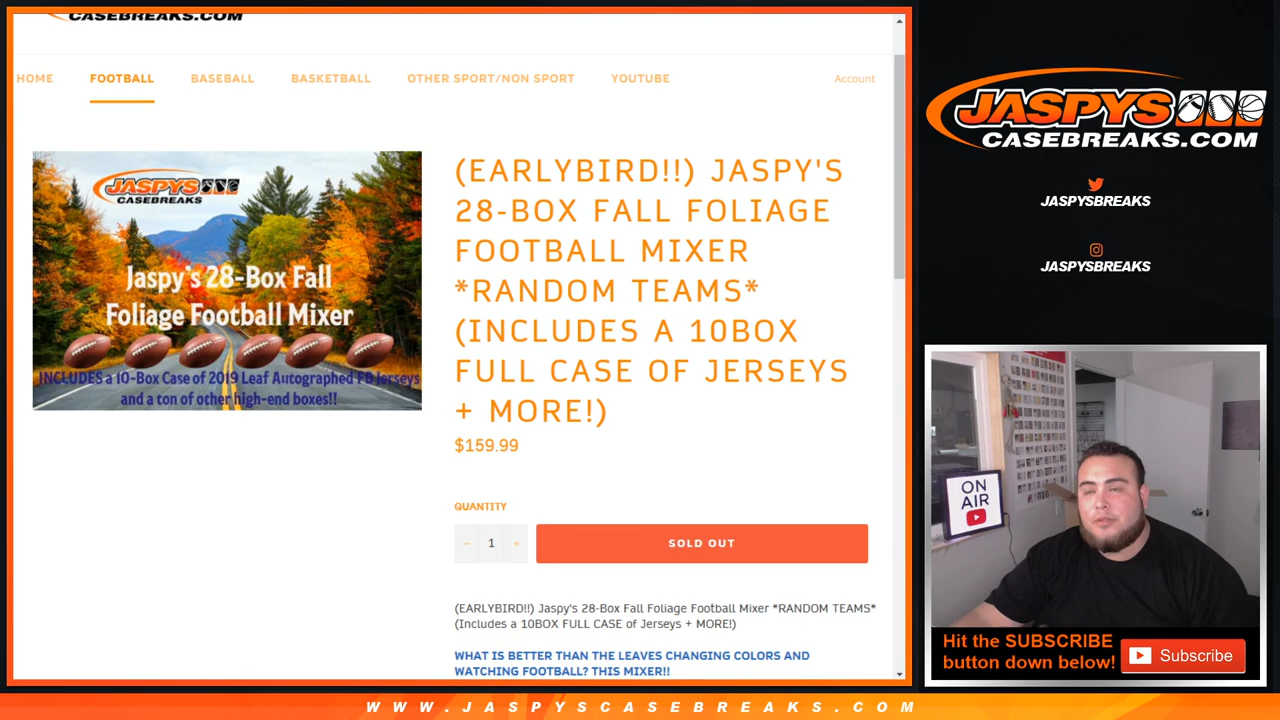 CASEBREAKS.COM
HOME FOOTBALL BASEBALL BASKETBALL OTHER SPORT/NON SPORT YOUTUBE Account
JASPYS
CASEBREAKS
Jaspy's 28-Box Fall
Foliage Football Mixer
INCLUDES a 10-Box Case of 2019 Leaf Autographed FB Jerseys
and a ton of other high-end boxes!!
(EARLYBIRD!!) JASPY'S
28-BOX FALL FOLIAGE
FOOTBALL MIXER
*RANDOM TEAMS*
(INCLUDES A 10BOX
FULL CASE OF JERSEYS
+ MORE!)
$159.99
QUANTITY
− 1 +
SOLD OUT
(EARLYBIRD!!) Jaspy's 28-Box Fall Foliage Football Mixer *RANDOM TEAMS*
(Includes a 10BOX FULL CASE of Jerseys + MORE!)
WHAT IS BETTER THAN THE LEAVES CHANGING COLORS AND
WATCHING FOOTBALL? THIS MIXER!!
JASPYS
CASEBREAKS.COM
JASPYSBREAKS
JASPYSBREAKS
ON
AIR
Hit the SUBSCRIBE
button down below!
Subscribe
WWW.JASPYSCASEBREAKS.COM